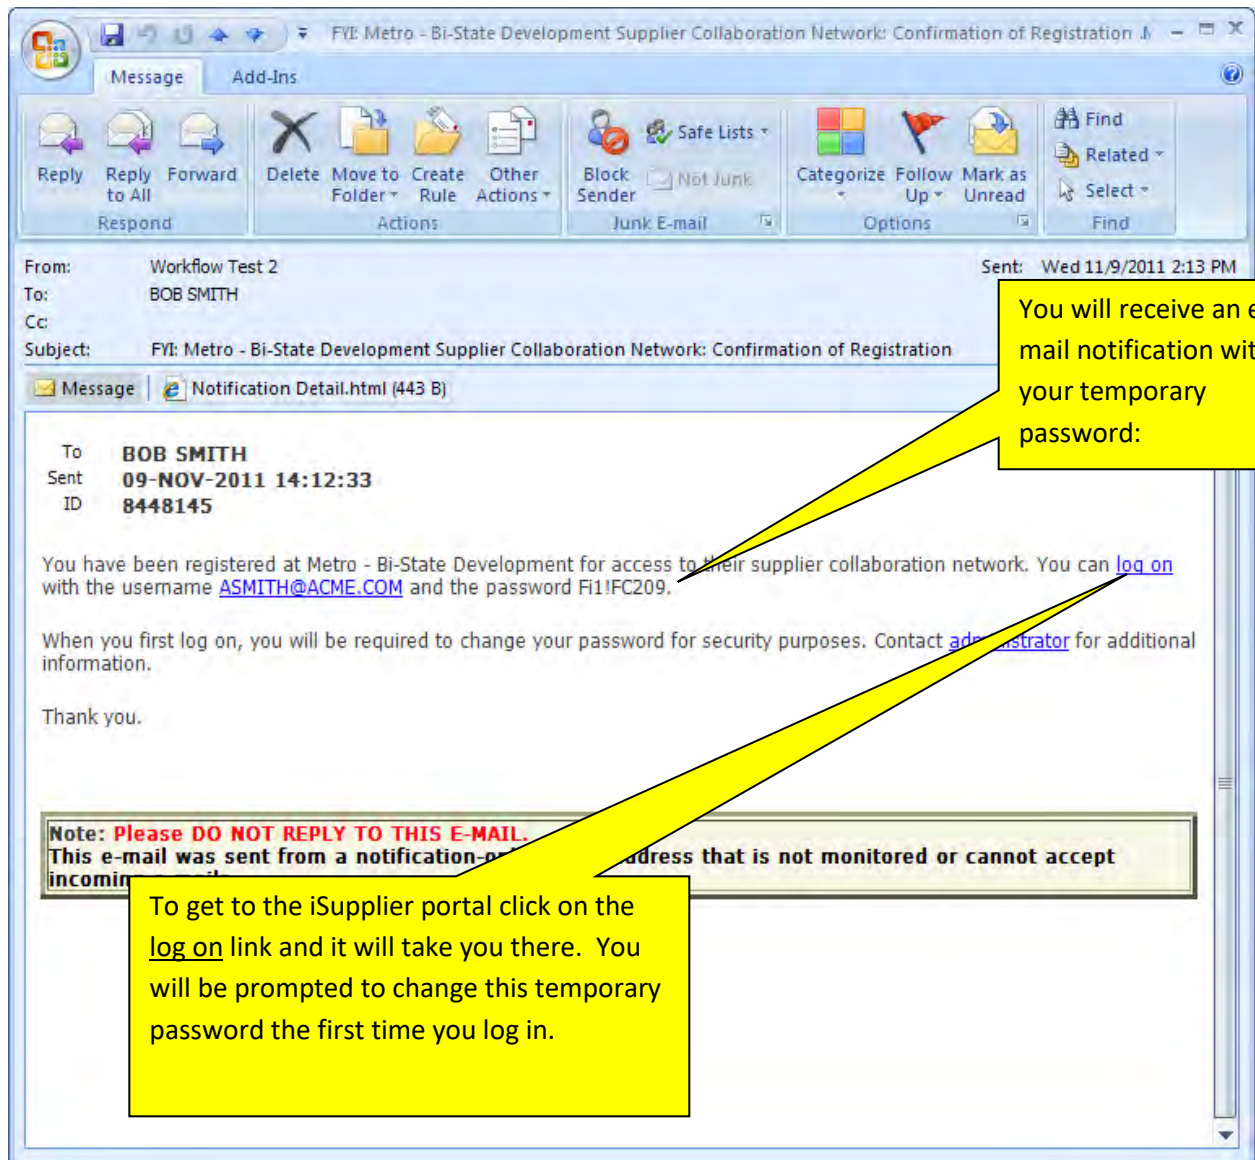 FYI: Metro - Bi-State Development Supplier Collaboration Network: Confirmation of Registration .
Message Add-Ins
Reply Reply to All Forward Delete Move to Folder Create Rule Other Actions Block Sender Safe Lists Not Junk Categorize Follow Up Mark as Unread Find Related Select
Respond Actions Junk E-mail Options Find
From: Workflow Test 2 Sent: Wed 11/9/2011 2:13 PM
To: BOB SMITH
Cc:
Subject: FYI: Metro - Bi-State Development Supplier Collaboration Network: Confirmation of Registration
You will receive an e
mail notification wit
your temporary
password:
Message Notification Detail.html (443 B)
To BOB SMITH
Sent 09-NOV-2011 14:12:33
ID 8448145
You have been registered at Metro - Bi-State Development for access to their supplier collaboration network. You can log on
with the username ASMITH@ACME.COM and the password Fi1!FC209.
When you first log on, you will be required to change your password for security purposes. Contact administrator for additional
information.
Thank you.
Note: Please DO NOT REPLY TO THIS E-MAIL.
This e-mail was sent from a notification- that is not monitored or cannot accept
To get to the iSupplier portal click on the
log on link and it will take you there. You
will be prompted to change this temporary
password the first time you log in.